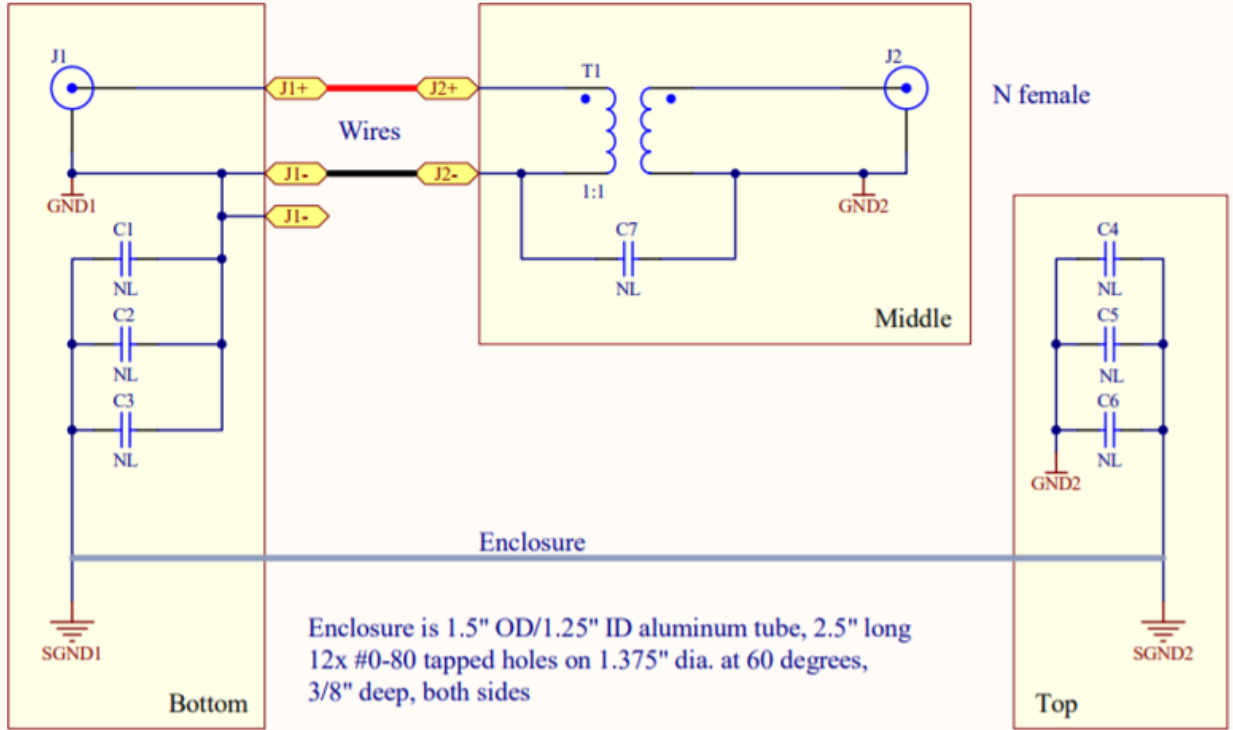 J1
J1+
J2+
T1
J2
N female
Wires
J1-
J2-
1:1
GND1
GND2
J1-
C1
NL
C7
NL
C4
NL
C2
NL
Middle
C5
NL
C3
NL
C6
NL
GND2
Enclosure
SGND1
SGND2
Enclosure is 1.5" OD/1.25" ID aluminum tube, 2.5" long
12x #0-80 tapped holes on 1.375" dia. at 60 degrees,
3/8" deep, both sides
Bottom
Top